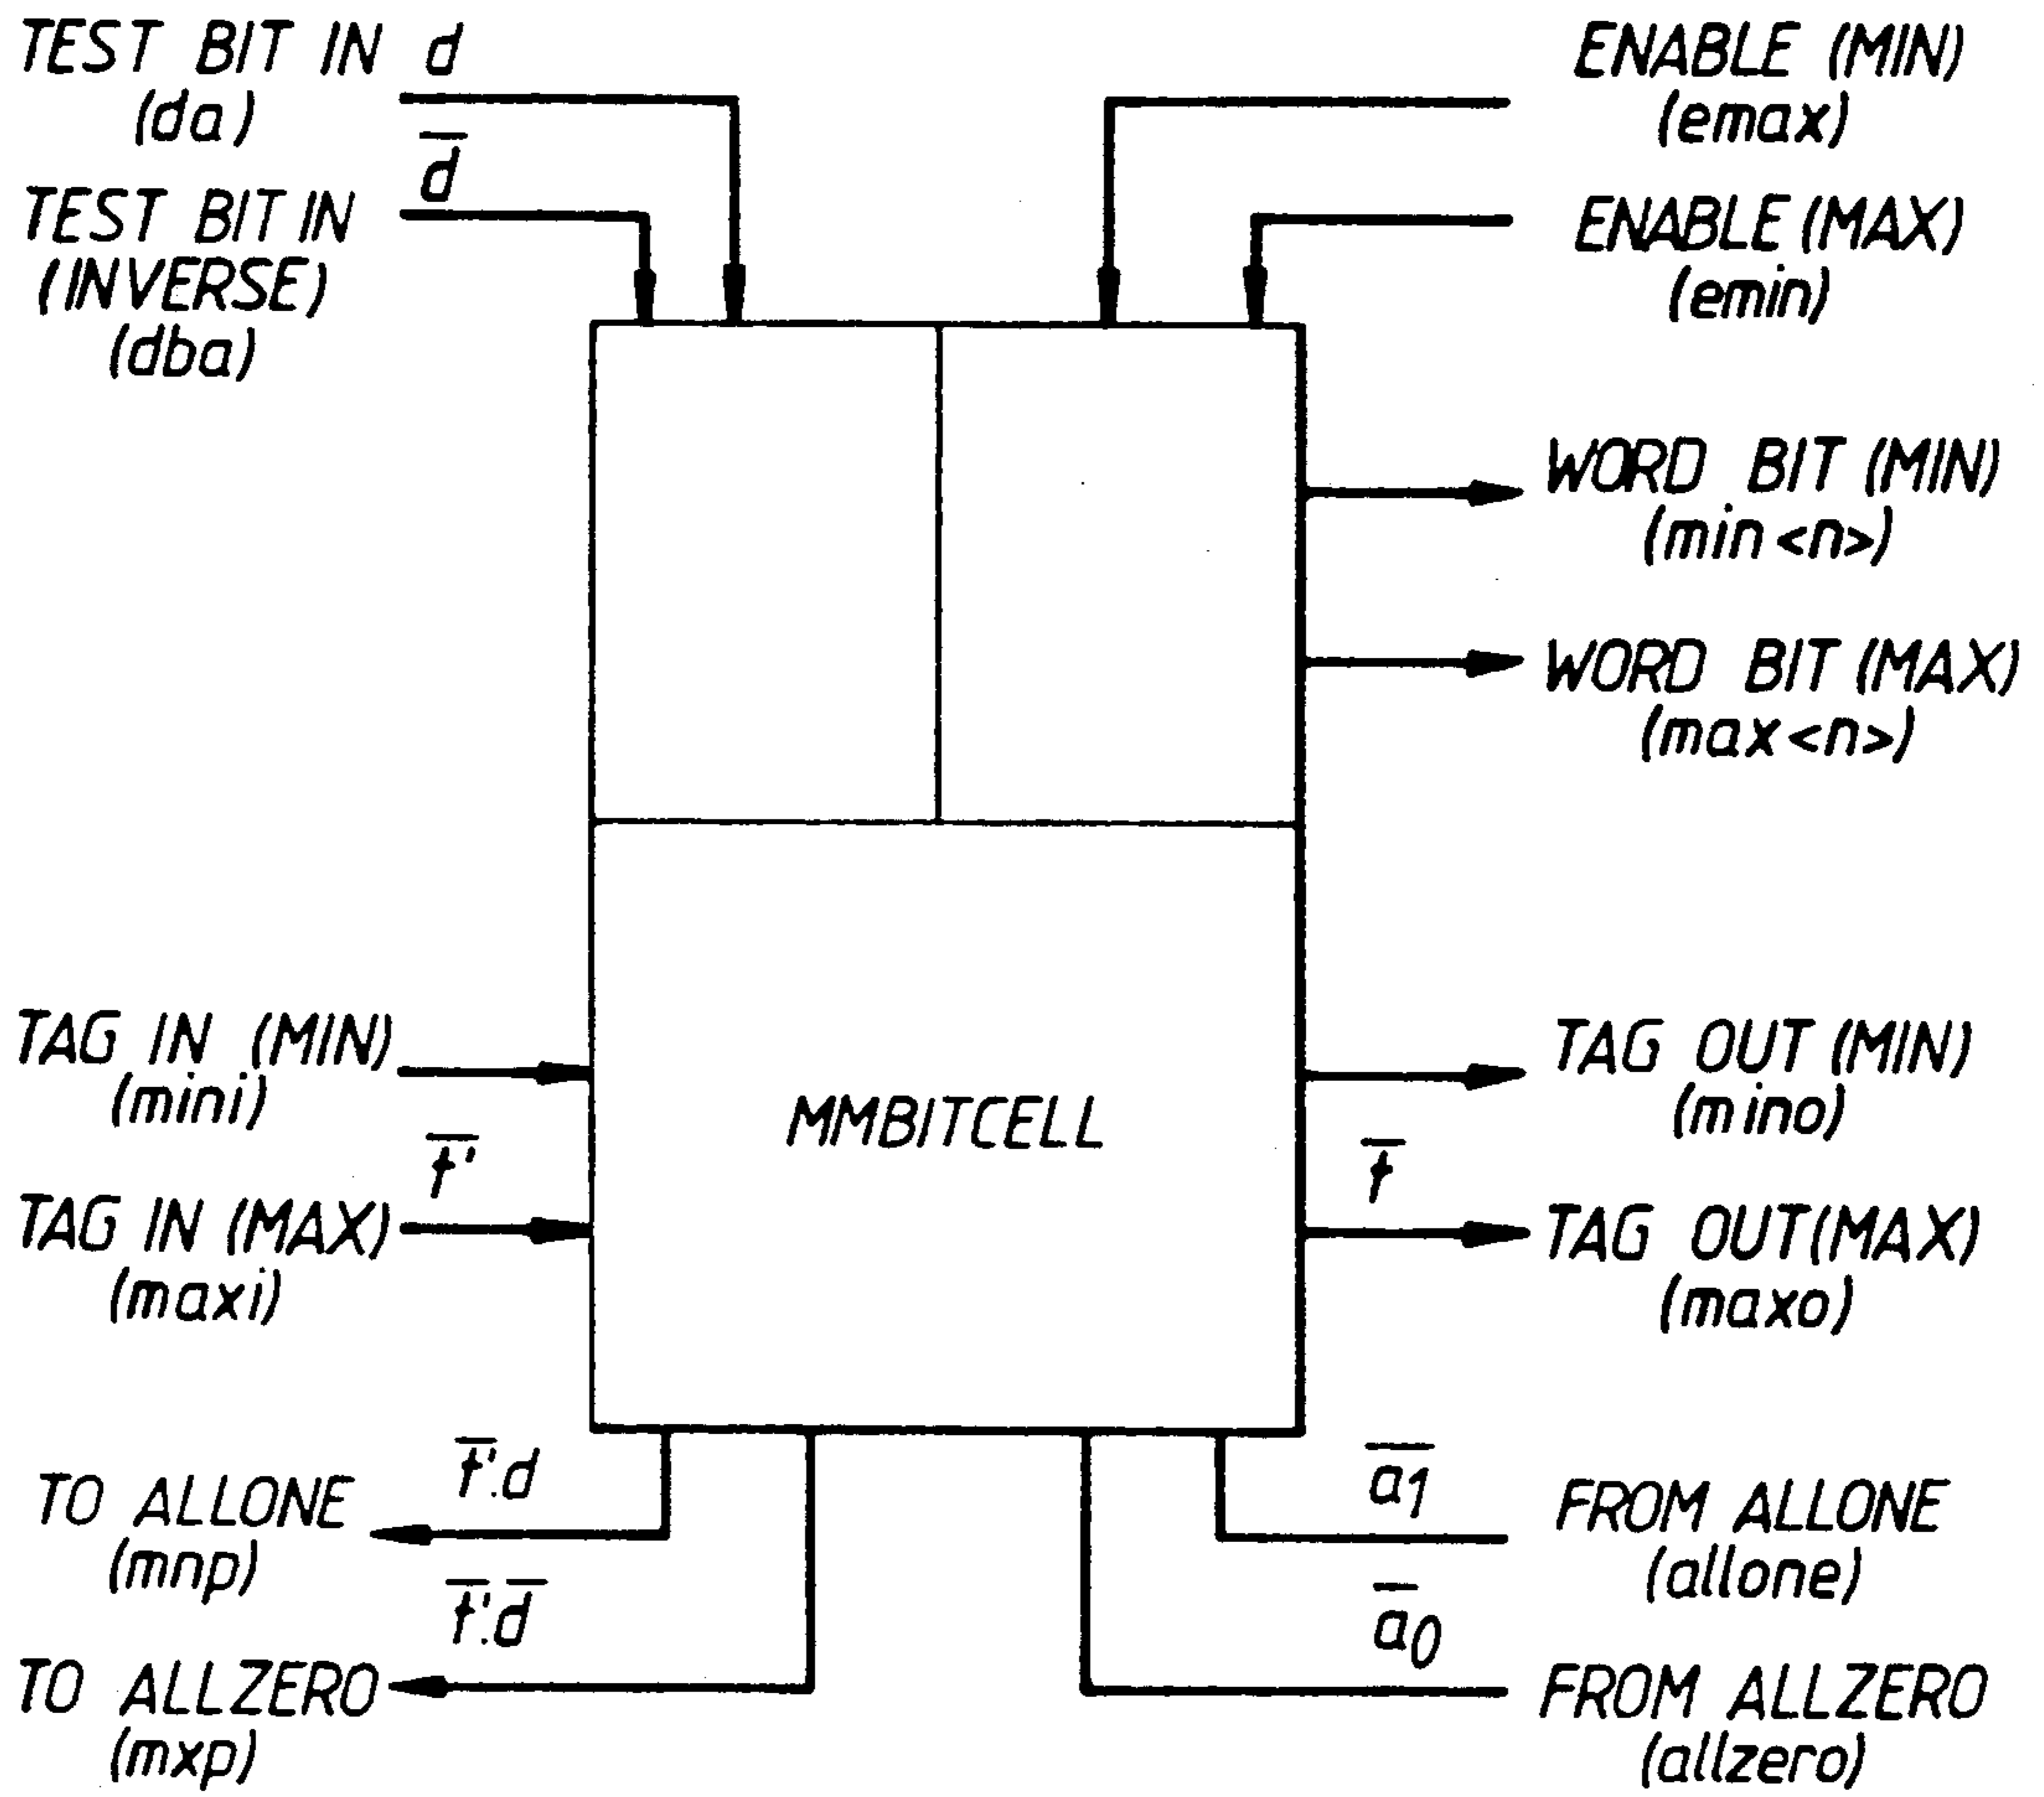 TEST BIT IN d
(da)
d̅
TEST BIT IN
(INVERSE)
(dba)
ENABLE (MIN)
(emax)
ENABLE (MAX)
(emin)
WORD BIT (MIN)
(min<n>)
WORD BIT (MAX)
(max<n>)
TAG IN (MIN)
(mini)
t̅'
TAG IN (MAX)
(maxi)
MMBITCELL
TAG OUT (MIN)
(mino)
t̅
TAG OUT (MAX)
(maxo)
t̅'.d
TO ALLONE
(mnp)
t̅'.d̅
TO ALLZERO
(mxp)
a̅1̅
FROM ALLONE
(allone)
a̅0
FROM ALLZERO
(allzero)